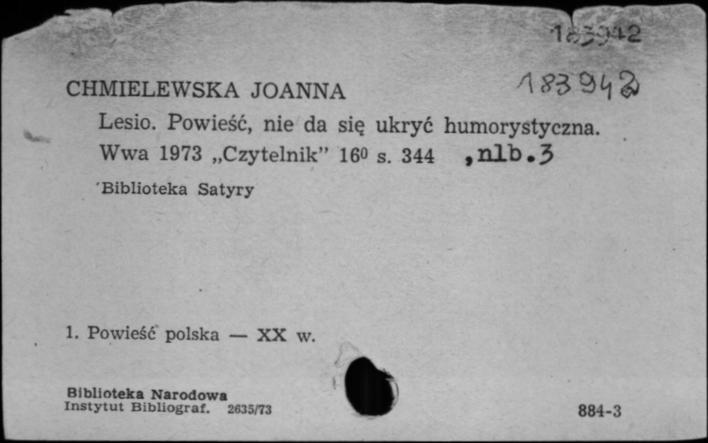 183942
183942
CHMIELEWSKA JOANNA
Lesio. Powieść, nie da się ukryć humorystyczna.
Wwa 1973 „Czytelnik” 16⁰ s. 344 , nlb. 3
Biblioteka Satyry
1. Powieść polska — XX w.
Biblioteka Narodowa
Instytut Bibliograf. 2635/73
884-3